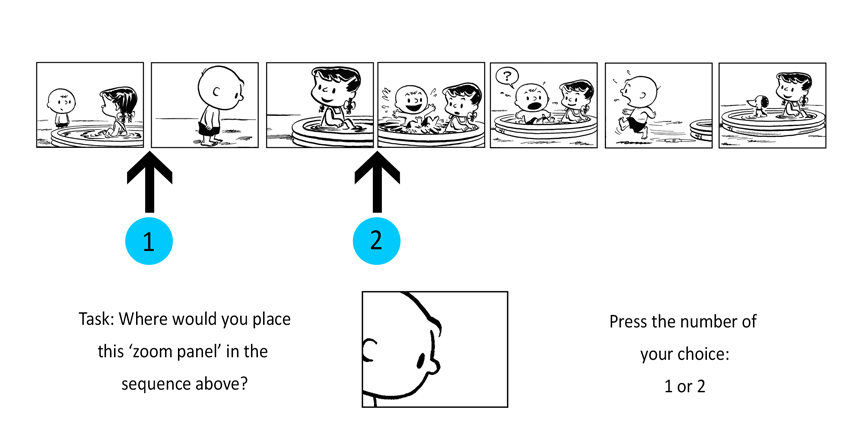 ?
1
2
Task: Where would you place
this ‘zoom panel’ in the
sequence above?
Press the number of
your choice:
1 or 2